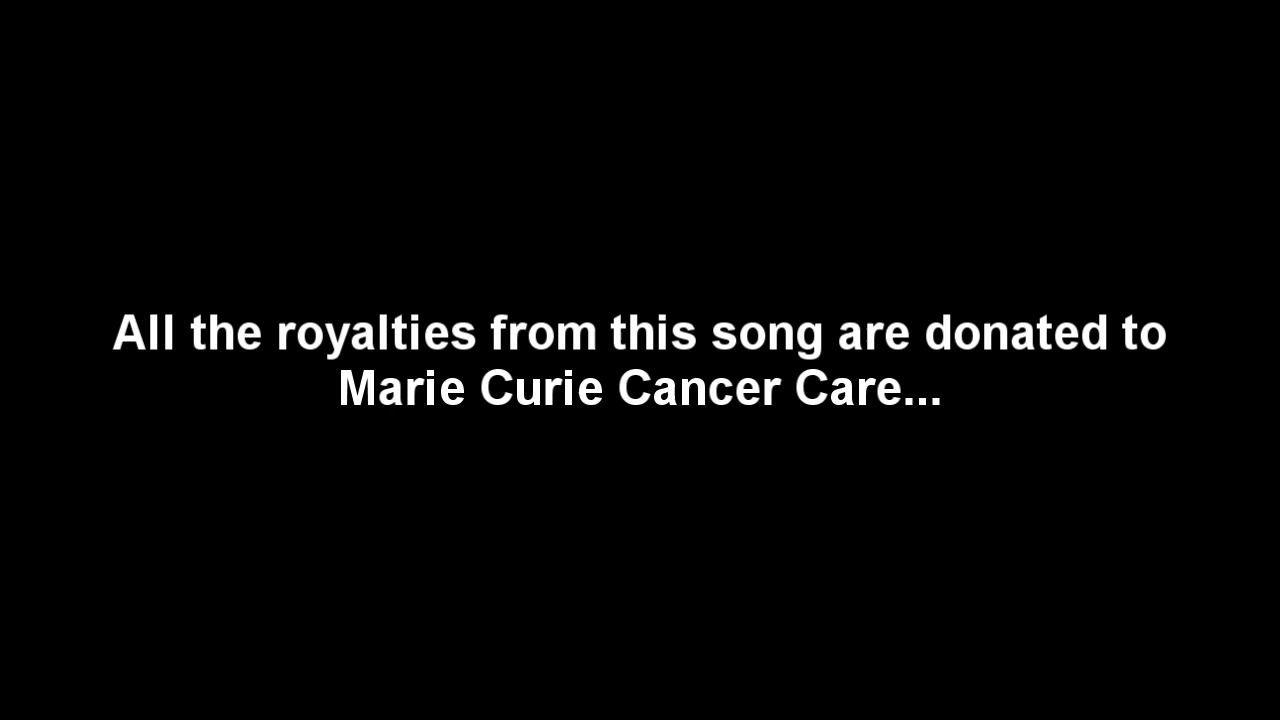 All the royalties from this song are donated to
Marie Curie Cancer Care...